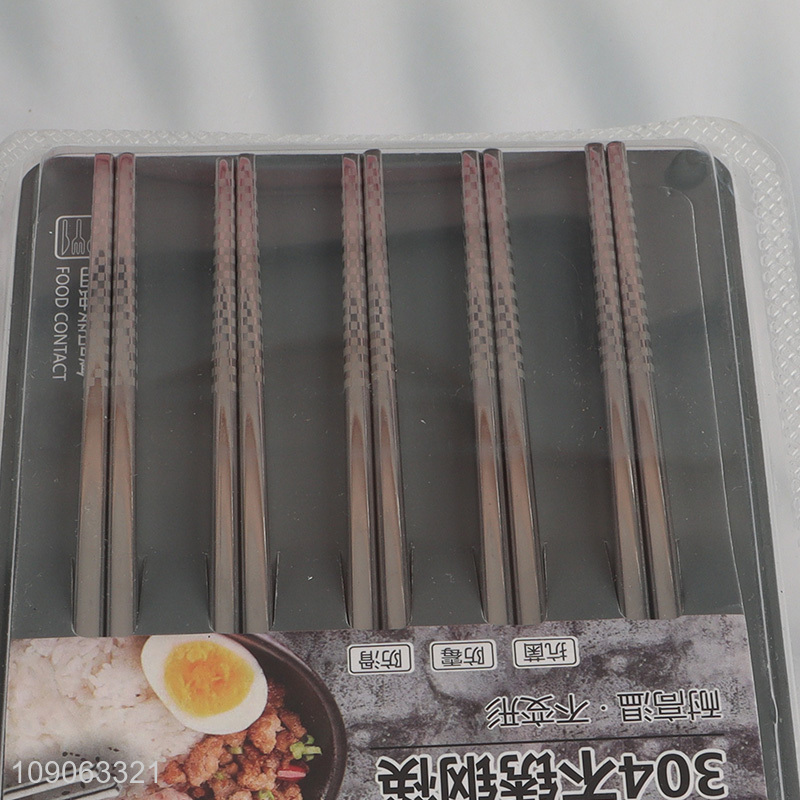 304不锈钢筷
耐高温·不变形
抗菌 防霉 防滑
FOOD CONTACT
109063321